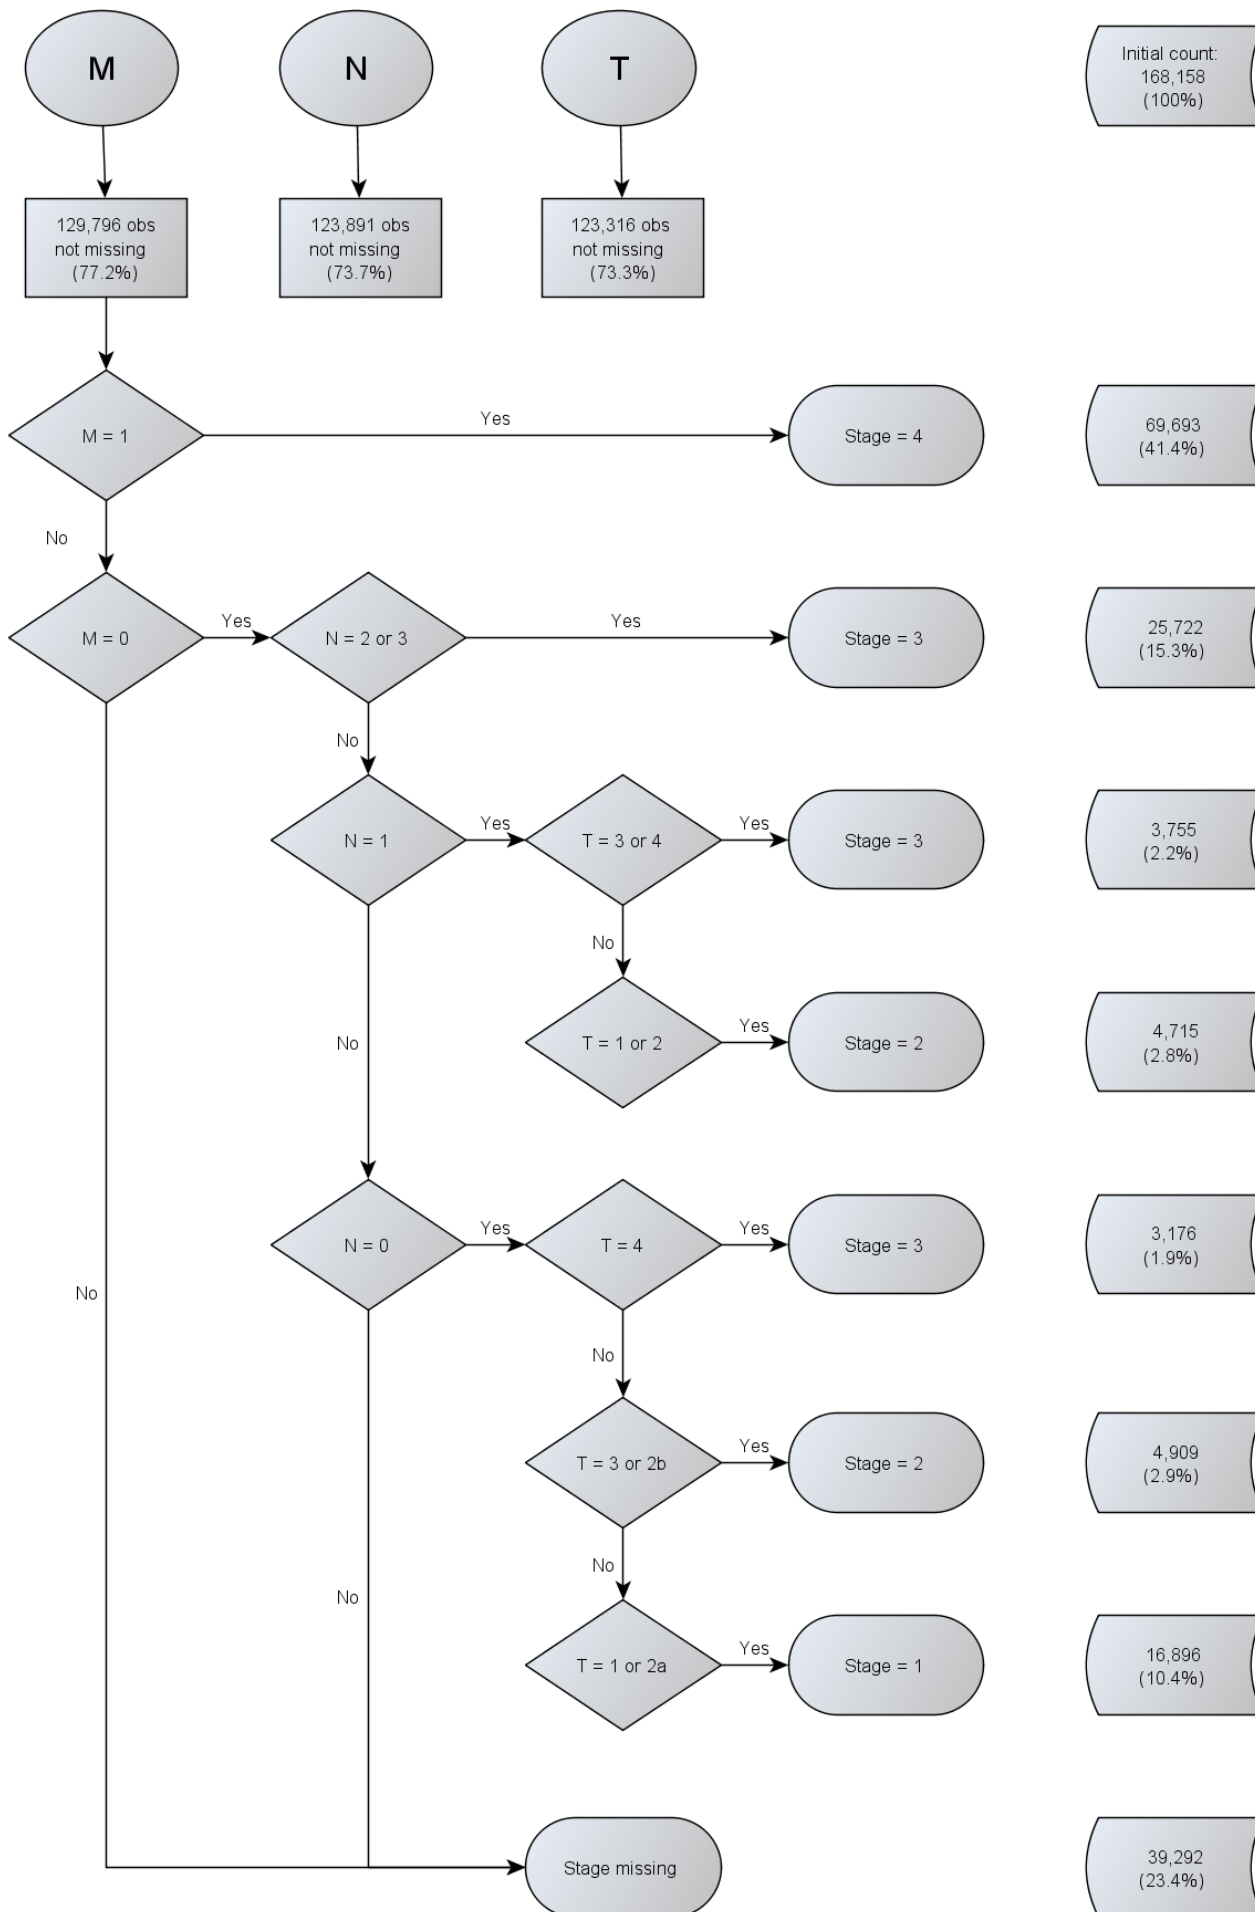 M
N
T
Initial count:
168,158
(100%)
129,796 obs
not missing
(77.2%)
123,891 obs
not missing
(73.7%)
123,316 obs
not missing
(73.3%)
M = 1
Yes
Stage = 4
69,693
(41.4%)
No
M = 0
Yes
N = 2 or 3
Yes
Stage = 3
25,722
(15.3%)
No
N = 1
Yes
T = 3 or 4
Yes
Stage = 3
3,755
(2.2%)
No
No
T = 1 or 2
Yes
Stage = 2
4,715
(2.8%)
No
N = 0
Yes
T = 4
Yes
Stage = 3
3,176
(1.9%)
No
T = 3 or 2b
Yes
Stage = 2
4,909
(2.9%)
No
No
T = 1 or 2a
Yes
Stage = 1
16,896
(10.4%)
Stage missing
39,292
(23.4%)